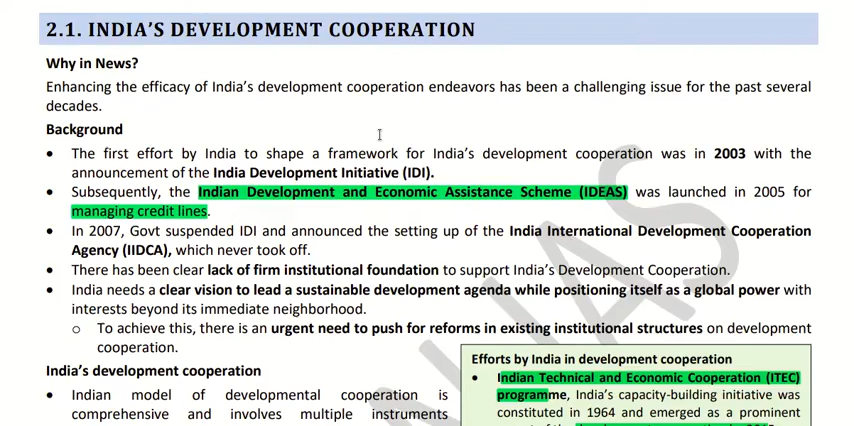 2.1. INDIA'S DEVELOPMENT COOPERATION
Why in News?
Enhancing the efficacy of India's development cooperation endeavors has been a challenging issue for the past several
decades.
Background
• The first effort by India to shape a framework for India's development cooperation was in 2003 with the
announcement of the India Development Initiative (IDI).
• Subsequently, the Indian Development and Economic Assistance Scheme (IDEAS) was launched in 2005 for
managing credit lines.
• In 2007, Govt suspended IDI and announced the setting up of the India International Development Cooperation
Agency (IIDCA), which never took off.
• There has been clear lack of firm institutional foundation to support India's Development Cooperation.
• India needs a clear vision to lead a sustainable development agenda while positioning itself as a global power with
interests beyond its immediate neighborhood.
o To achieve this, there is an urgent need to push for reforms in existing institutional structures on development
cooperation.
India's development cooperation
• Indian model of developmental cooperation is
comprehensive and involves multiple instruments
Efforts by India in development cooperation
• Indian Technical and Economic Cooperation (ITEC)
programme, India's capacity-building initiative was
constituted in 1964 and emerged as a prominent